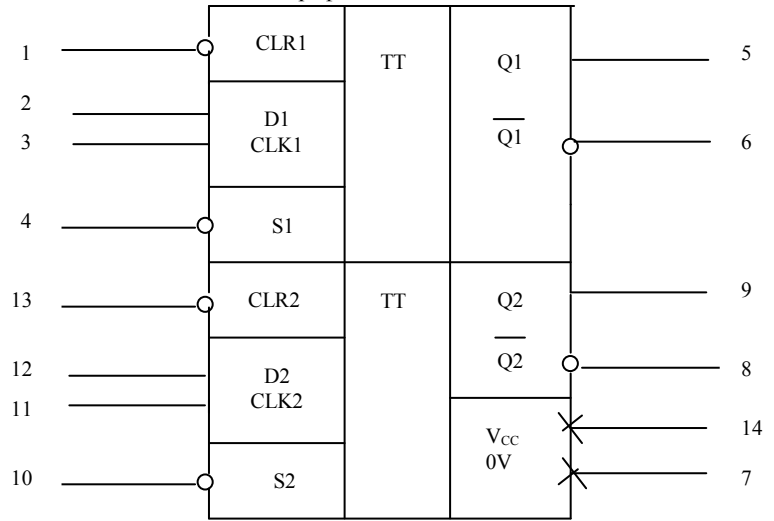 1 CLR1 TT Q1 5
2 D1 Q1
3 CLK1 6
4 S1
13 CLR2 TT Q2 9
12 D2 Q2 8
11 CLK2
VCC 14
10 S2 0V 7